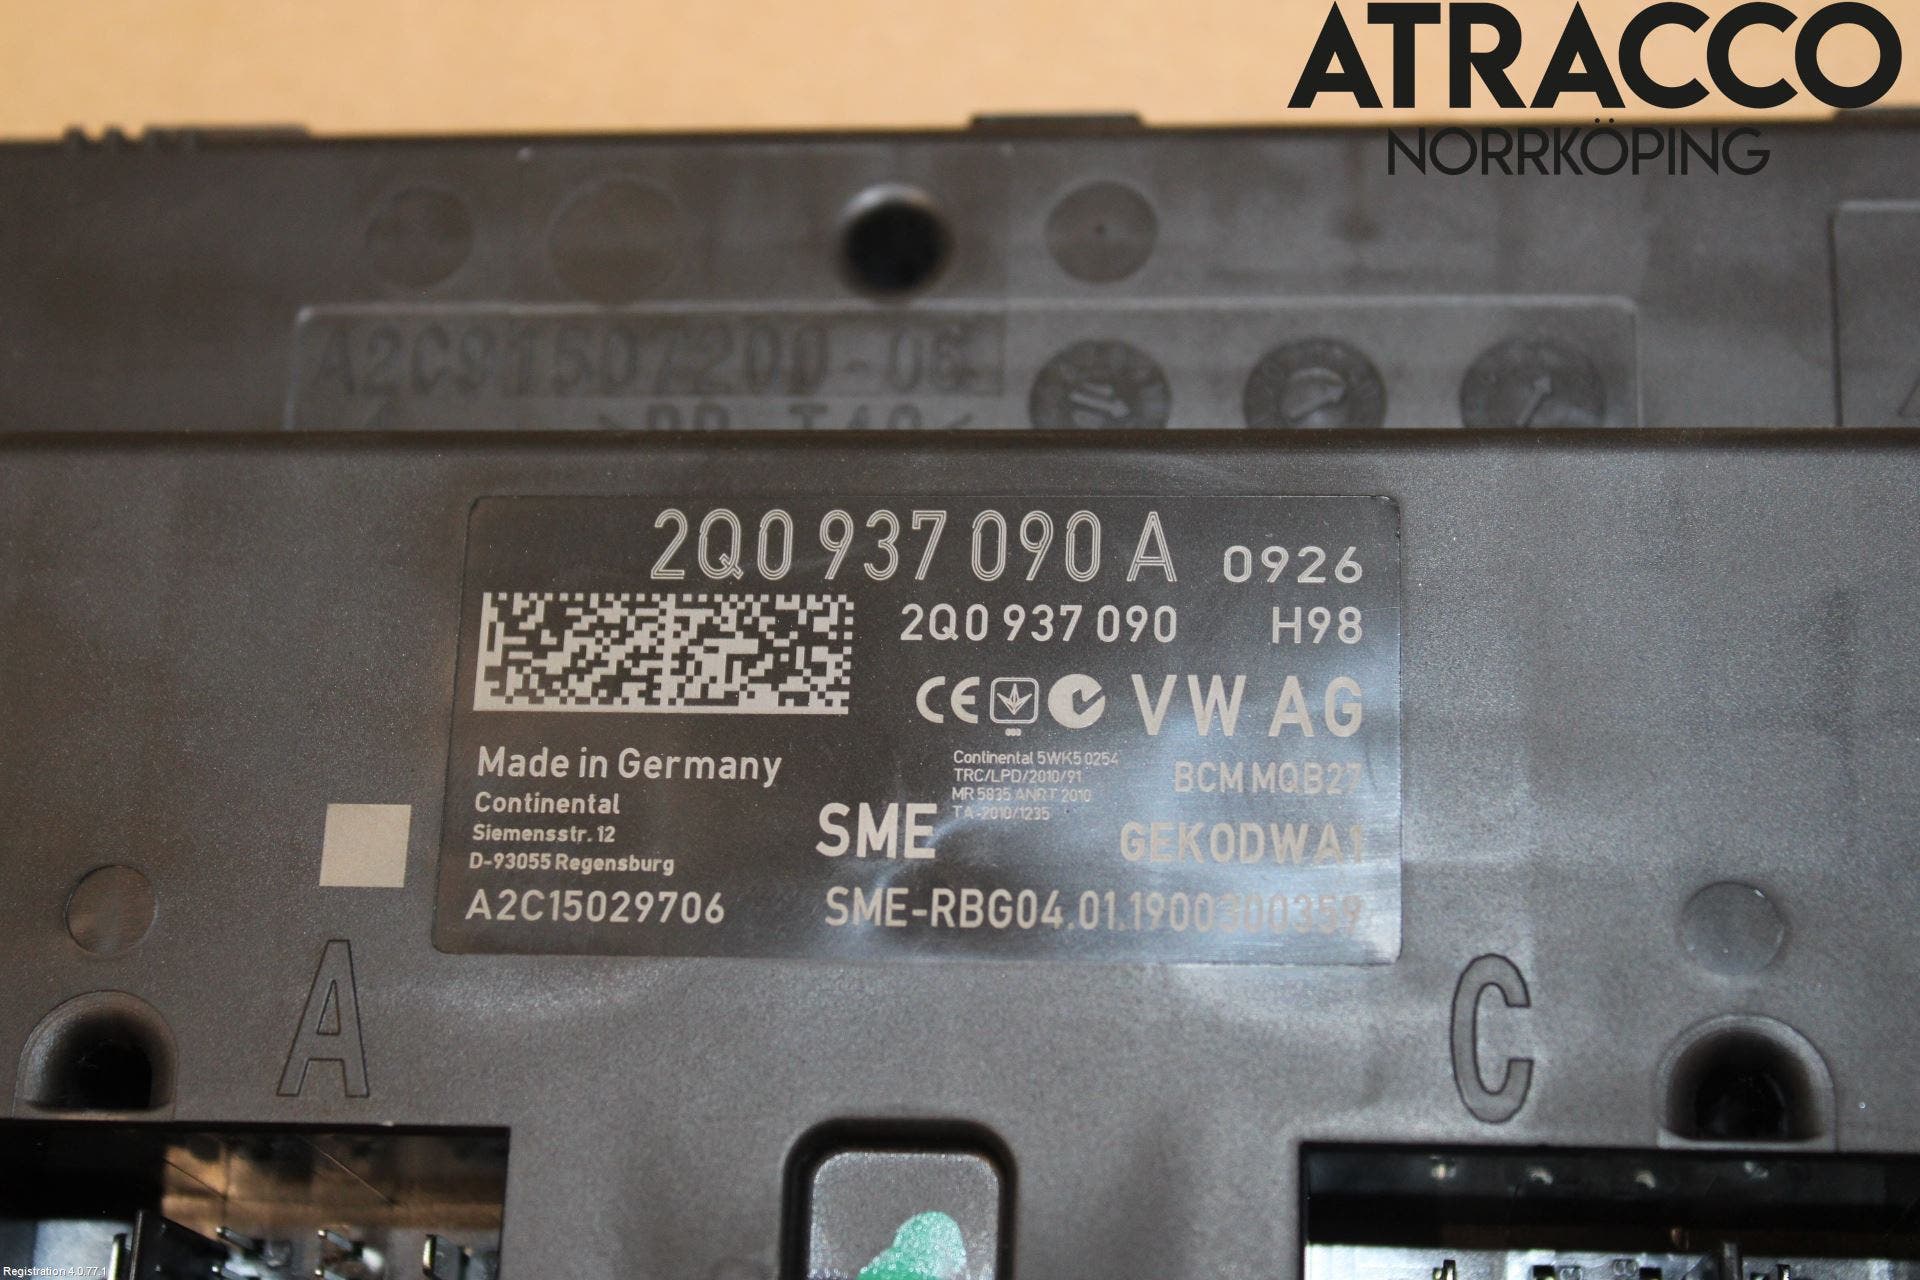 ATRACCO
NORRKÖPING
A2C91507200-06
2Q0 937 090 A 0926
2Q0 937 090 H98
CE VW AG
Made in Germany
Continental 5WK5 0254
TRC/LPD/2010/91
MR 5835 ANRT 2010
TA-2010/1235
BCM MQB27
Continental
Siemensstr. 12
D-93055 Regensburg
SME GEK0DWA1
A2C15029706 SME-RBG04.01.1900300359
A
C
Registration 4.0.77.1